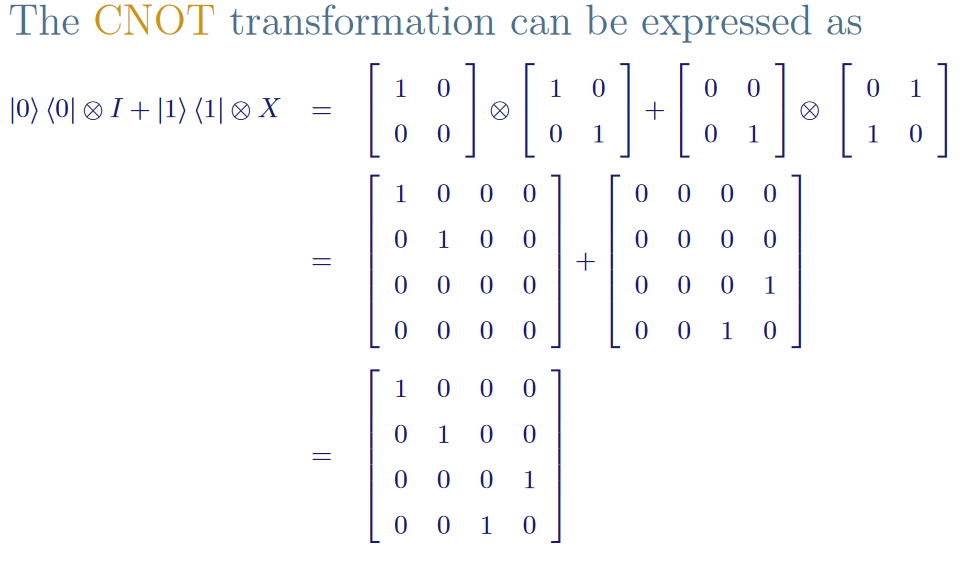 The CNOT transformation can be expressed as
|0⟩ ⟨0| ⊗ I + |1⟩ ⟨1| ⊗ X = [ 1 0 ; 0 0 ] ⊗ [ 1 0 ; 0 1 ] + [ 0 0 ; 0 1 ] ⊗ [ 0 1 ; 1 0 ]
= [ 1 0 0 0 ; 0 1 0 0 ; 0 0 0 0 ; 0 0 0 0 ] + [ 0 0 0 0 ; 0 0 0 0 ; 0 0 0 1 ; 0 0 1 0 ]
= [ 1 0 0 0 ; 0 1 0 0 ; 0 0 0 1 ; 0 0 1 0 ]